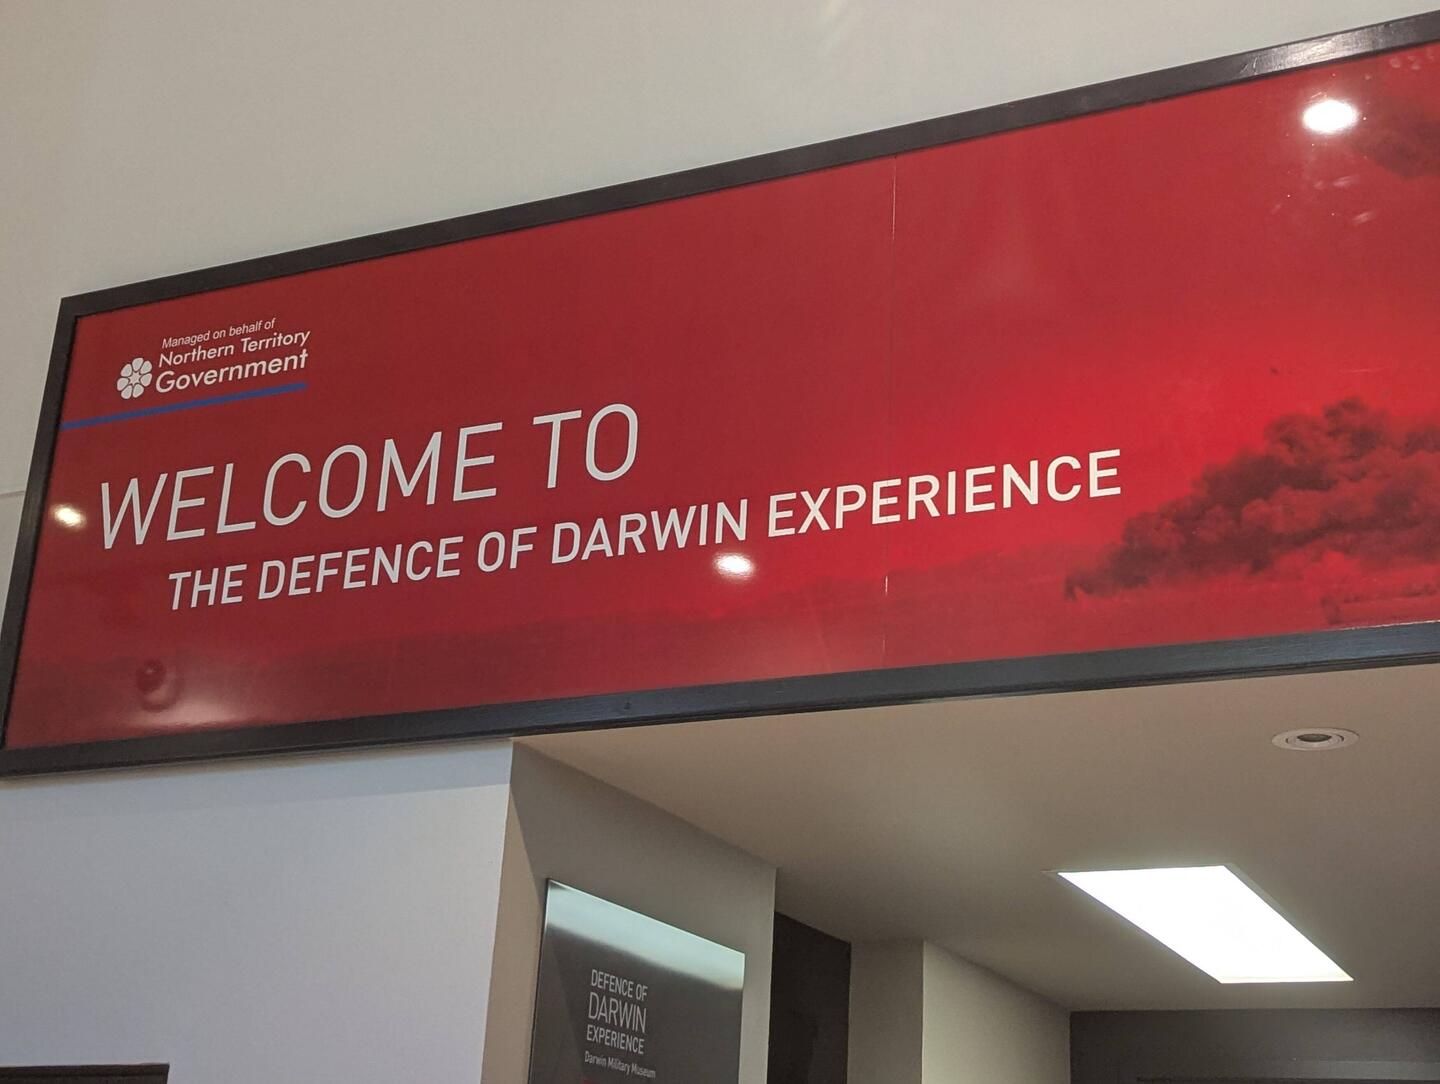 Managed on behalf of
Northern Territory
Government
WELCOME TO
THE DEFENCE OF DARWIN EXPERIENCE
DEFENCE OF
DARWIN
EXPERIENCE
Darwin Military Museum